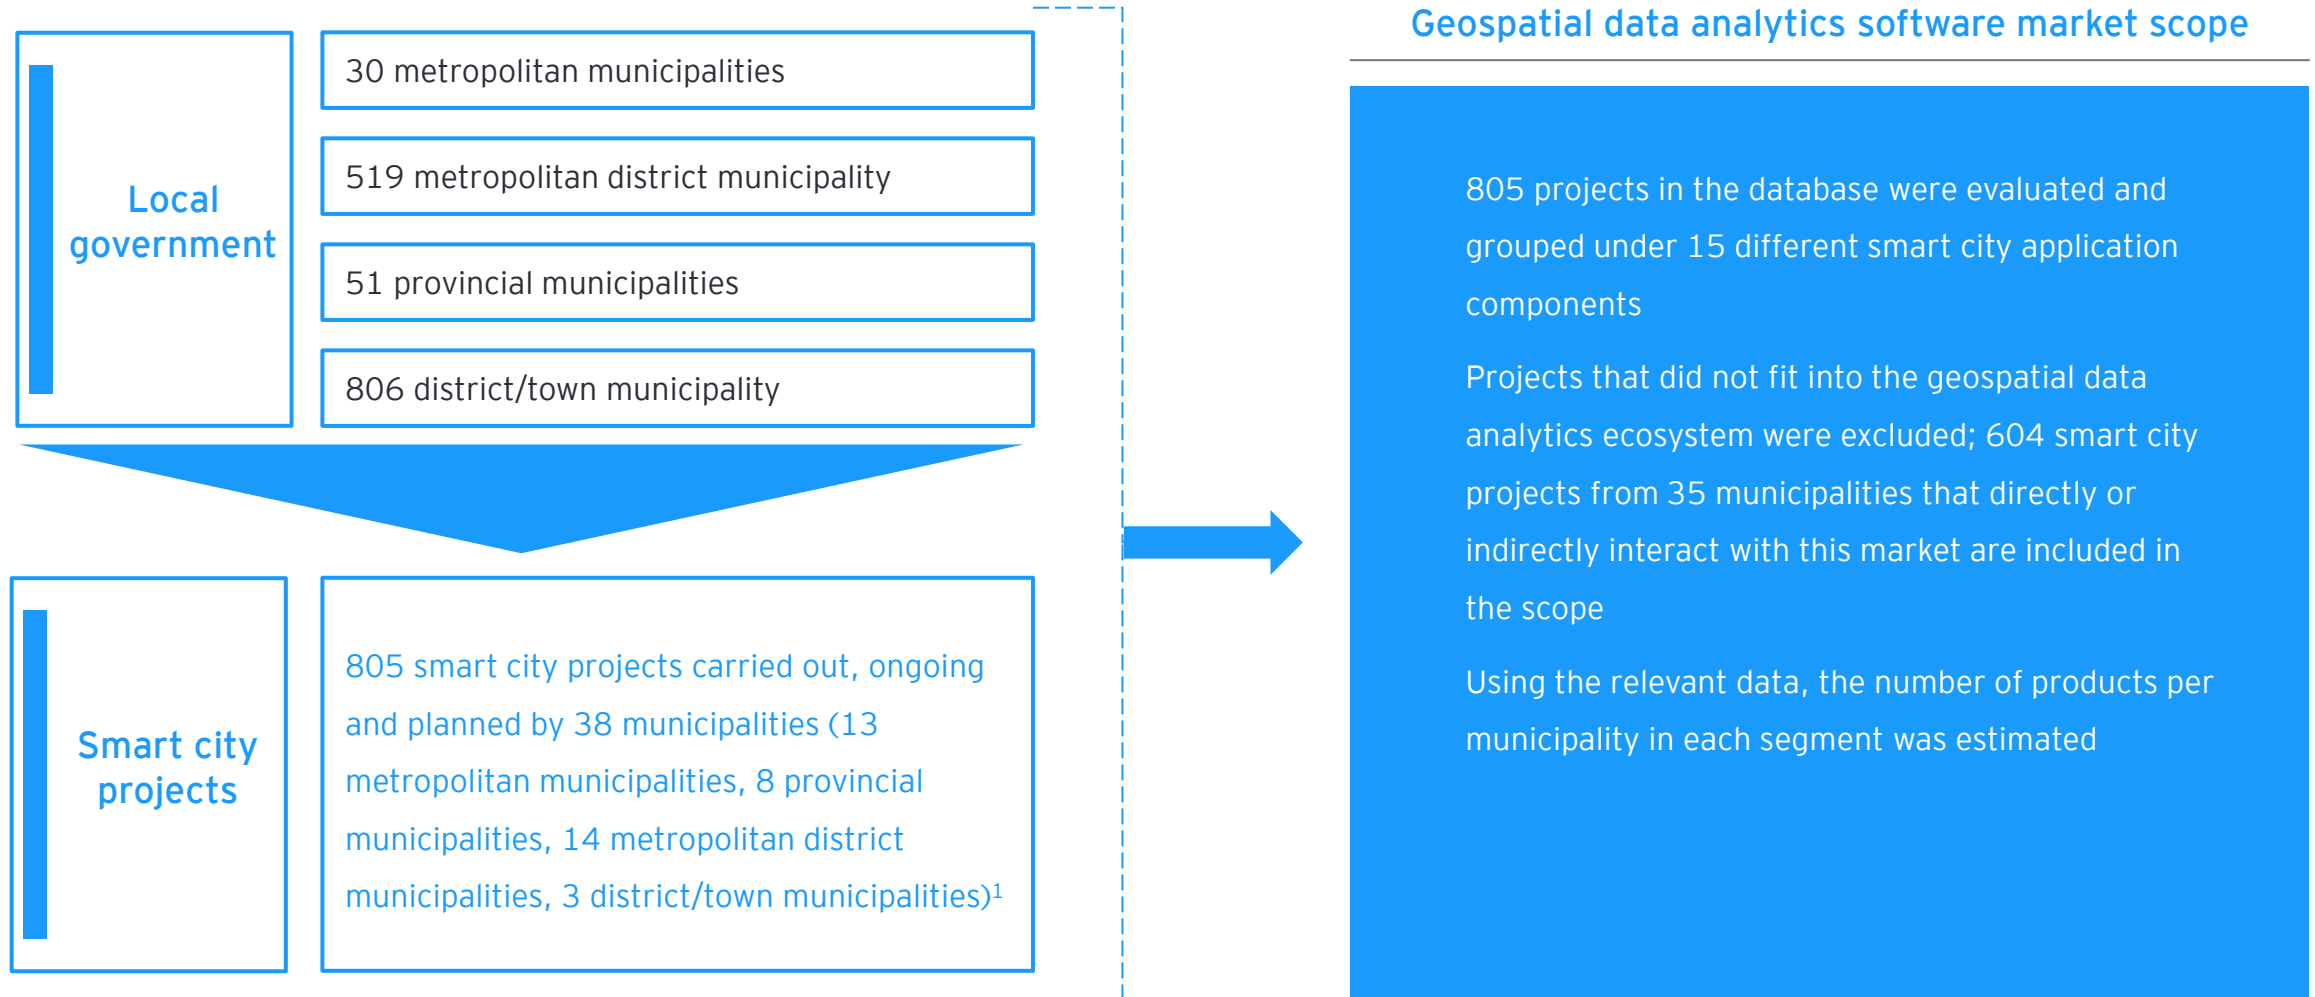 Local
government
30 metropolitan municipalities
519 metropolitan district municipality
51 provincial municipalities
806 district/town municipality
Smart city
projects
805 smart city projects carried out, ongoing
and planned by 38 municipalities (13
metropolitan municipalities, 8 provincial
municipalities, 14 metropolitan district
municipalities, 3 district/town municipalities)¹
Geospatial data analytics software market scope
805 projects in the database were evaluated and
grouped under 15 different smart city application
components
Projects that did not fit into the geospatial data
analytics ecosystem were excluded; 604 smart city
projects from 35 municipalities that directly or
indirectly interact with this market are included in
the scope
Using the relevant data, the number of products per
municipality in each segment was estimated